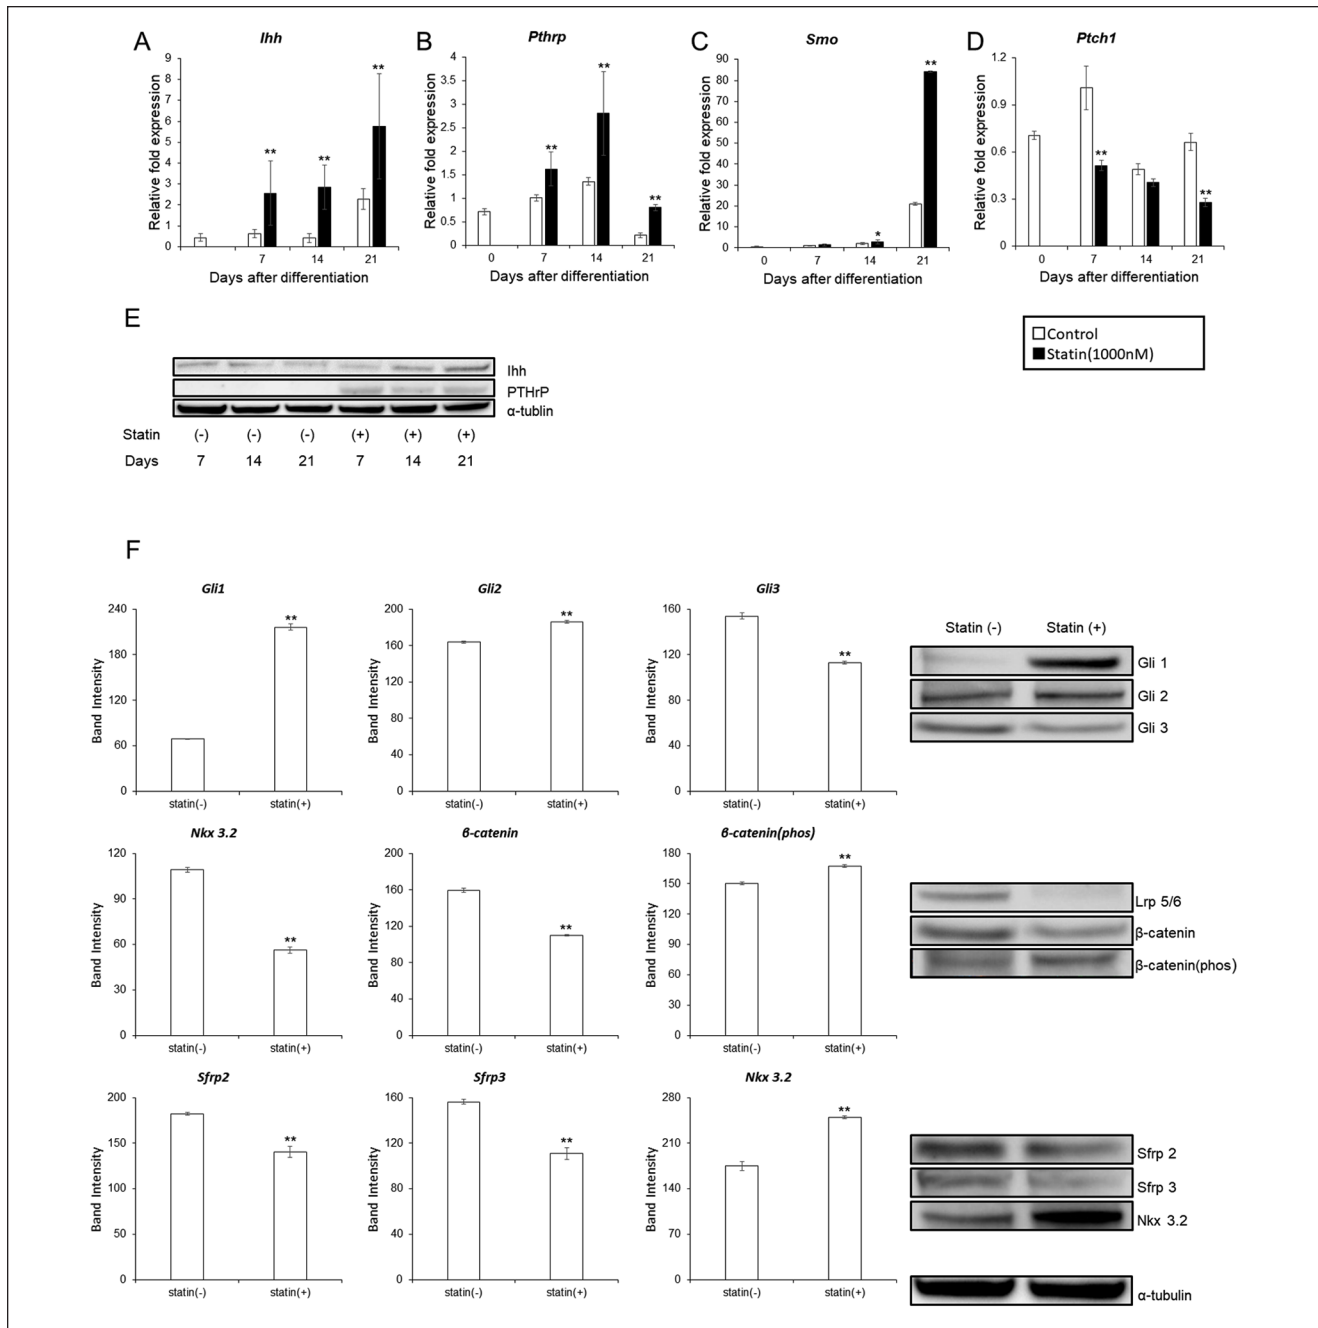 A
Ihh
Relative fold expression
9
8
7
6
5
4
3
2
1
0
**
**
**
7 14 21
Days after differentiation
B
Pthrp
Relative fold expression
4
3.5
3
2.5
2
1.5
1
0.5
0
**
**
**
0 7 14 21
Days after differentiation
C
Smo
Relative fold expression
90
80
70
60
50
40
30
20
10
0
*
**
0 7 14 21
Days after differentiation
D
Ptch1
Relative fold expression
1.2
0.9
0.6
0.3
0
**
**
0 7 14 21
Days after differentiation
Control
Statin(1000nM)
E
Ihh
PTHrP
α-tublin
Statin (-) (-) (-) (+) (+) (+)
Days 7 14 21 7 14 21
F
Gli1
Band Intensity
240
180
120
60
0
**
statin(-) statin(+)
Gli2
Band Intensity
200
160
120
80
40
0
**
statin(-) statin(+)
Gli3
Band Intensity
160
120
80
40
0
**
statin(-) statin(+)
Statin (-) Statin (+)
Gli 1
Gli 2
Gli 3
Nkx 3.2
Band Intensity
120
90
60
30
0
**
statin(-) statin(+)
β-catenin
Band Intensity
200
160
120
80
40
0
**
statin(-) statin(+)
β-catenin(phos)
Band Intensity
180
150
120
90
60
30
0
**
statin(-) statin(+)
Lrp 5/6
β-catenin
β-catenin(phos)
Sfrp2
Band Intensity
200
150
100
50
0
**
statin(-) statin(+)
Sfrp3
Band Intensity
160
120
80
40
0
**
statin(-) statin(+)
Nkx 3.2
Band Intensity
280
210
140
70
0
**
statin(-) statin(+)
Sfrp 2
Sfrp 3
Nkx 3.2
α-tubulin